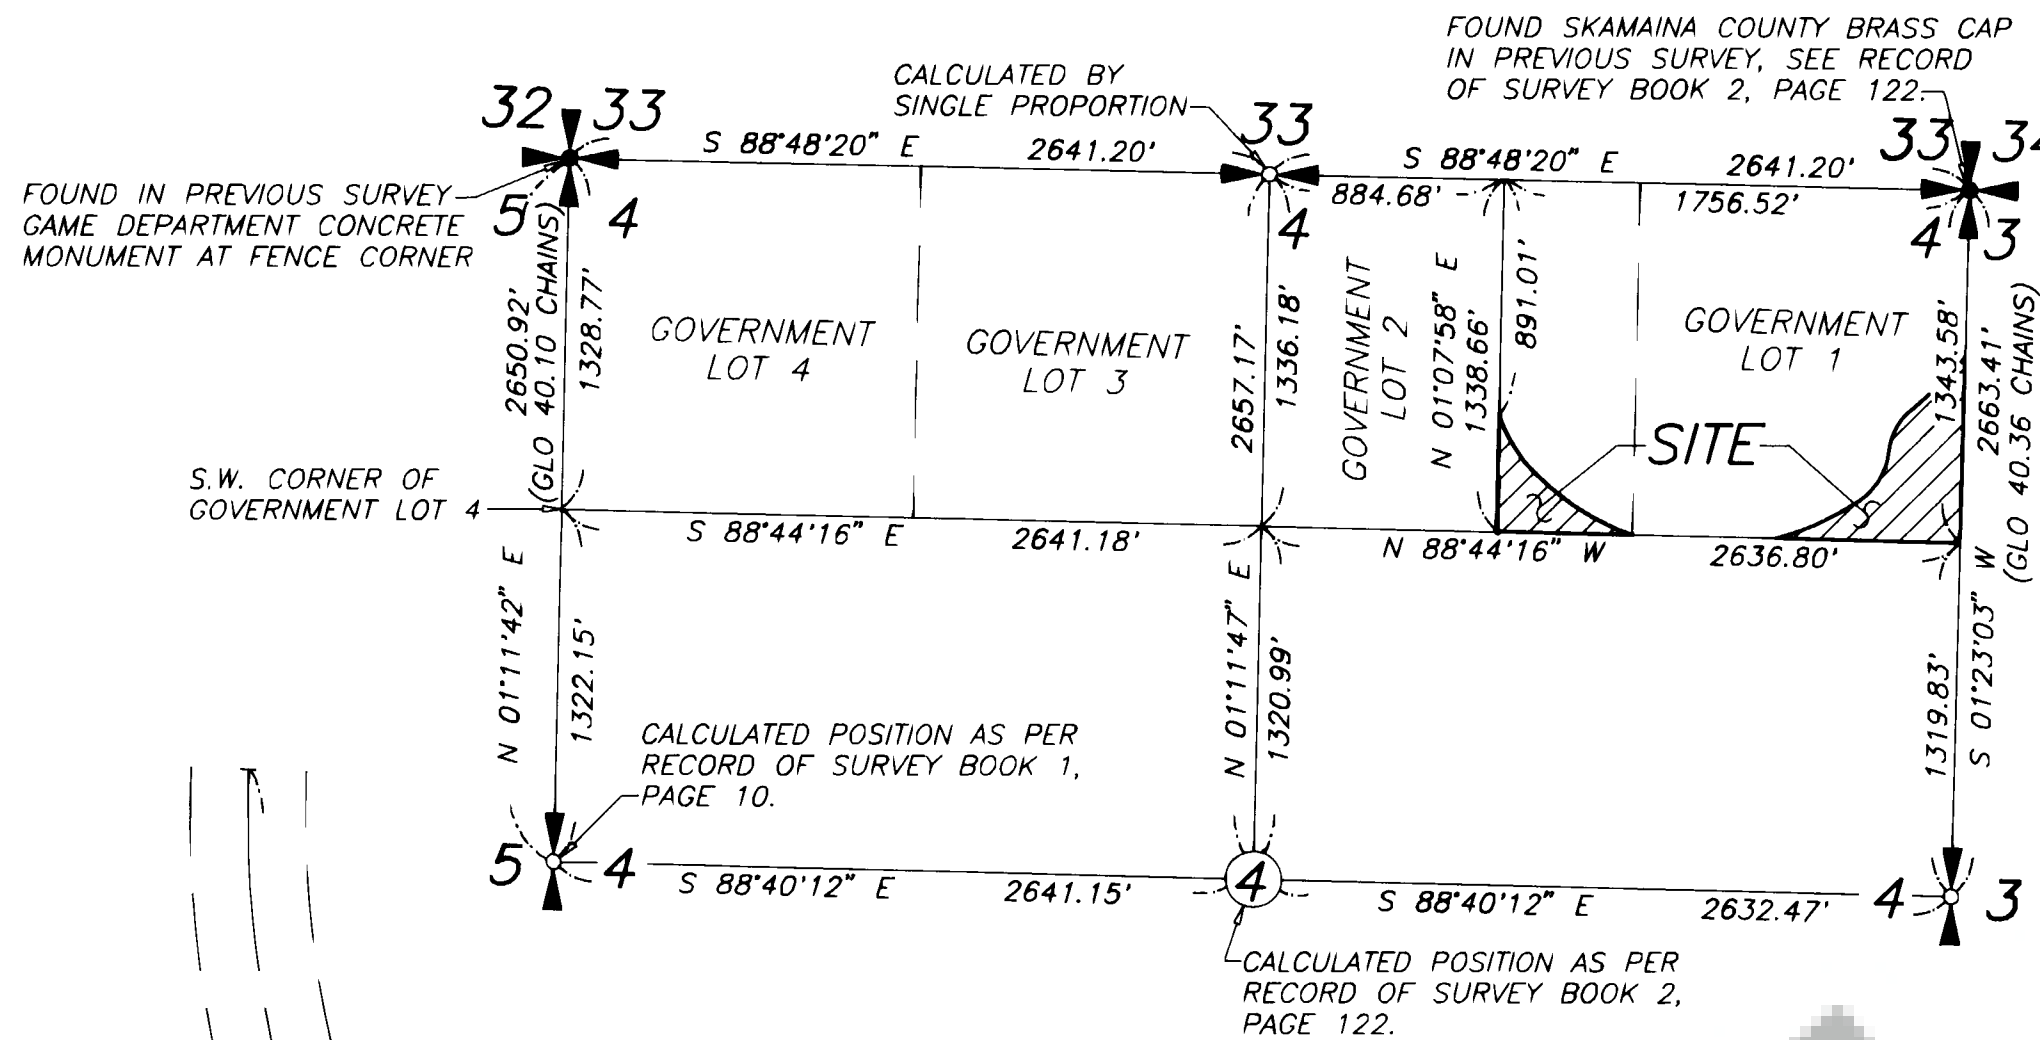 FOUND SKAMAINA COUNTY BRASS CAP
IN PREVIOUS SURVEY, SEE RECORD
OF SURVEY BOOK 2, PAGE 122.
CALCULATED BY
SINGLE PROPORTION
32 33
33
33 34
S 88°48'20" E 2641.20'
S 88°48'20" E 2641.20'
884.68'
1756.52'
FOUND IN PREVIOUS SURVEY
GAME DEPARTMENT CONCRETE
MONUMENT AT FENCE CORNER
5 4
4
4 3
2650.92'
(GLO 40.10 CHAINS)
1328.77'
GOVERNMENT
LOT 4
GOVERNMENT
LOT 3
2657.17'
1336.18'
GOVERNMENT
LOT 2
N 01°07'58" E
1338.66'
891.01'
GOVERNMENT
LOT 1
1343.58'
2663.41'
(GLO 40.36 CHAINS)
SITE
S.W. CORNER OF
GOVERNMENT LOT 4
S 88°44'16" E 2641.18'
N 88°44'16" W 2636.80'
N 01°11'42" E
1322.15'
N 01°11'47" E
1320.99'
1319.83'
S 01°23'03" W
CALCULATED POSITION AS PER
RECORD OF SURVEY BOOK 1,
PAGE 10.
5 4
S 88°40'12" E 2641.15'
4
S 88°40'12" E 2632.47'
4 3
CALCULATED POSITION AS PER
RECORD OF SURVEY BOOK 2,
PAGE 122.